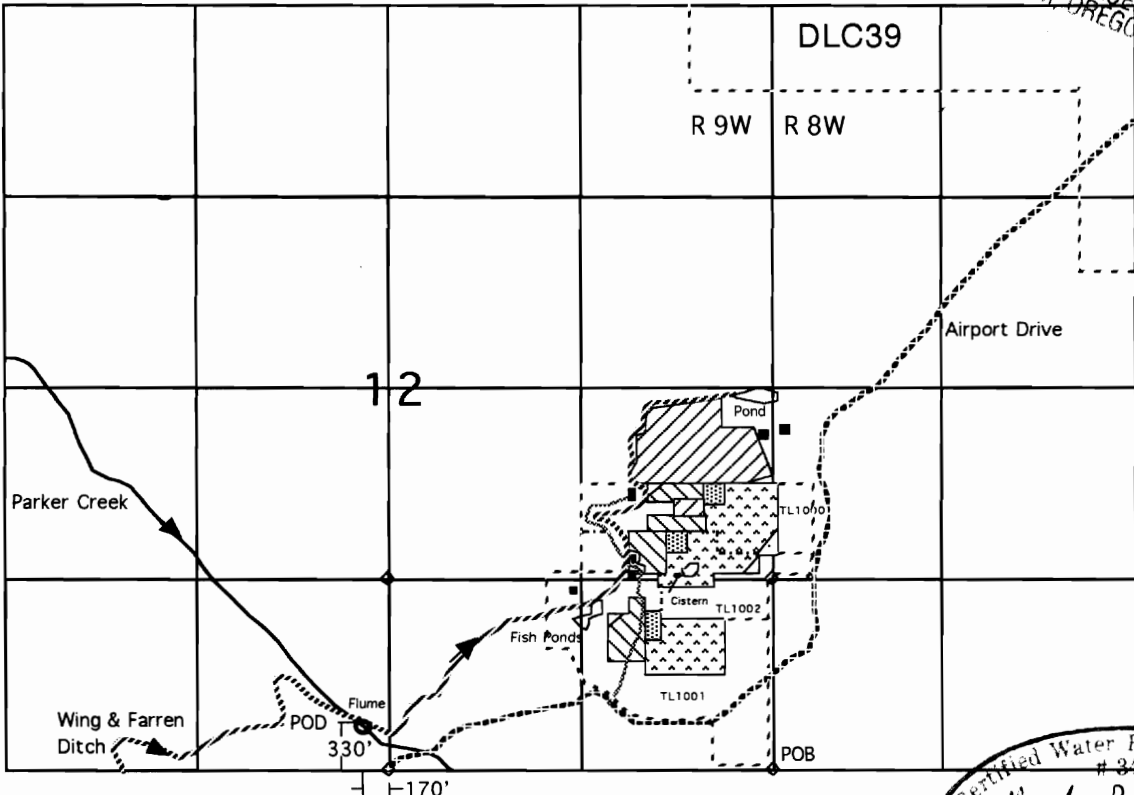 DLC39
R 9W R 8W
Airport Drive
12
Pond
Parker Creek
TL1000
Cistern
TL1002
Fish Ponds
TL1001
Flume
Wing & Farren
Ditch
POD
330'
POB
170'
Certified Water